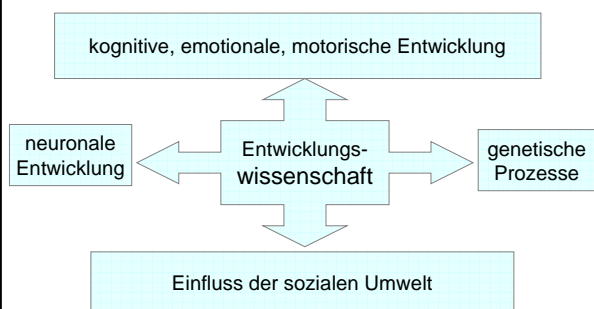 kognitive, emotionale, motorische Entwicklung
neuronale
Entwicklung
Entwicklungs-
wissenschaft
genetische
Prozesse
Einfluss der sozialen Umwelt